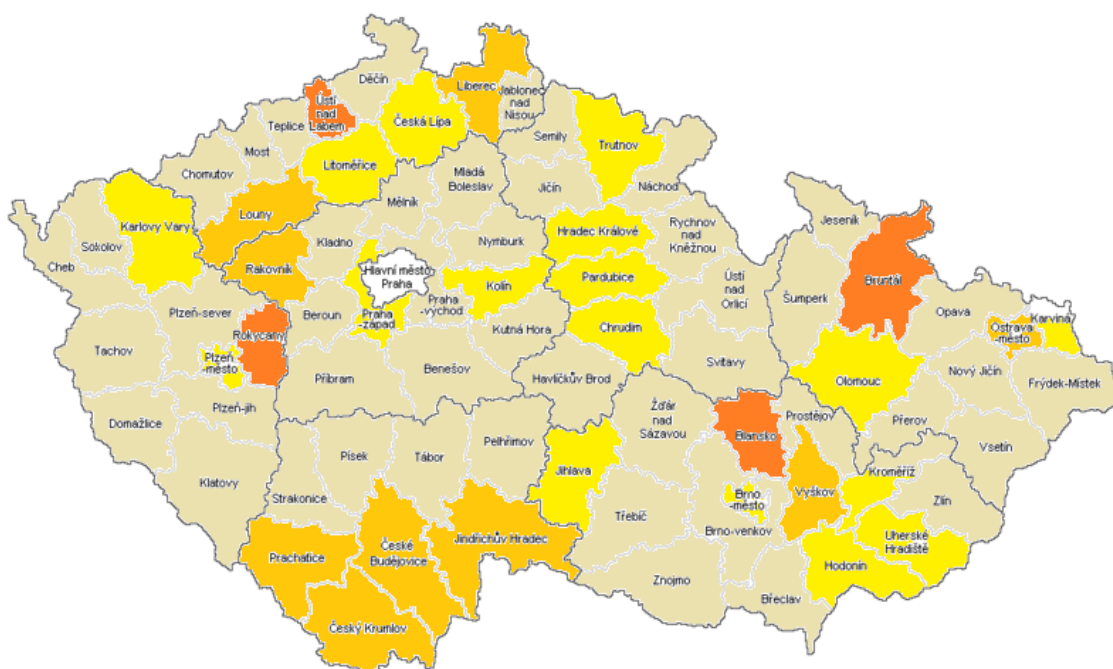 Děčín
Liberec
Jablonec
nad
Nisou
Ústí
nad
Labem
Teplice
Česká Lípa
Semily
Trutnov
Most
Litoměřice
Mladá
Boleslav
Chomutov
Jičín
Náchod
Louny
Mělník
Karlovy Vary
Sokolov
Cheb
Kladno
Nymburk
Hradec Králové
Rychnov
nad
Kněžnou
Jeseník
Rakovník
Hlavní město
Praha
Kolín
Pardubice
Ústí
nad
Orlicí
Šumperk
Bruntál
Plzeň-sever
Beroun
Praha
-západ
Praha
-východ
Kutná Hora
Chrudim
Opava
Ostrava
-město
Karviná
Rokycany
Tachov
Plzeň
-město
Příbram
Benešov
Havlíčkův Brod
Svitavy
Olomouc
Nový Jičín
Frýdek-Místek
Plzeň-jih
Domažlice
Žďár
nad
Sázavou
Prostějov
Přerov
Vsetín
Klatovy
Písek
Tábor
Pelhřimov
Jihlava
Blansko
Kroměříž
Strakonice
Vyškov
Zlín
Brno
-město
Třebíč
Brno-venkov
Uherské
Hradiště
Prachatice
České
Budějovice
Jindřichův Hradec
Hodonín
Znojmo
Břeclav
Český Krumlov